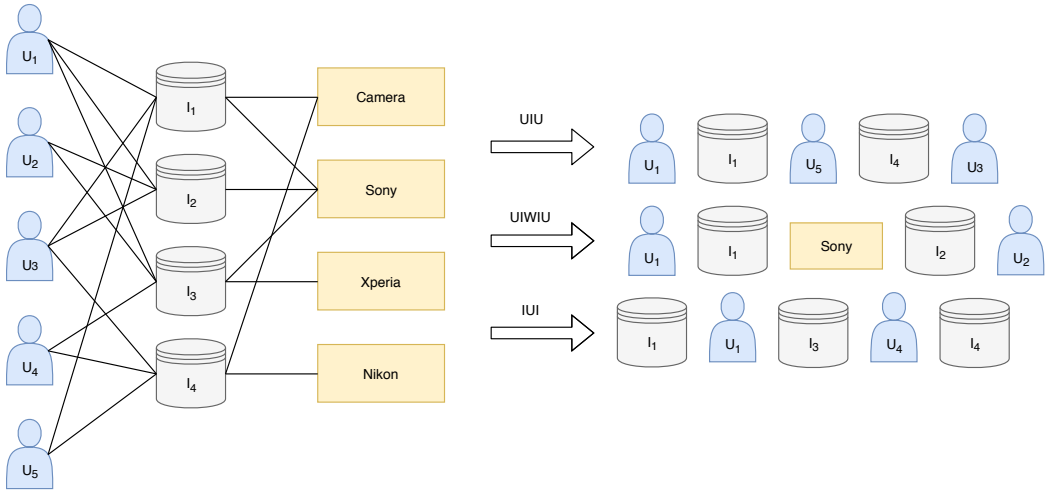 U1
U2
U3
U4
U5
I1
I2
I3
I4
Camera
Sony
Xperia
Nikon
UIU
U1 I1 U5 I4 U3
UIWIU
U1 I1 Sony I2 U2
IUI
I1 U1 I3 U4 I4